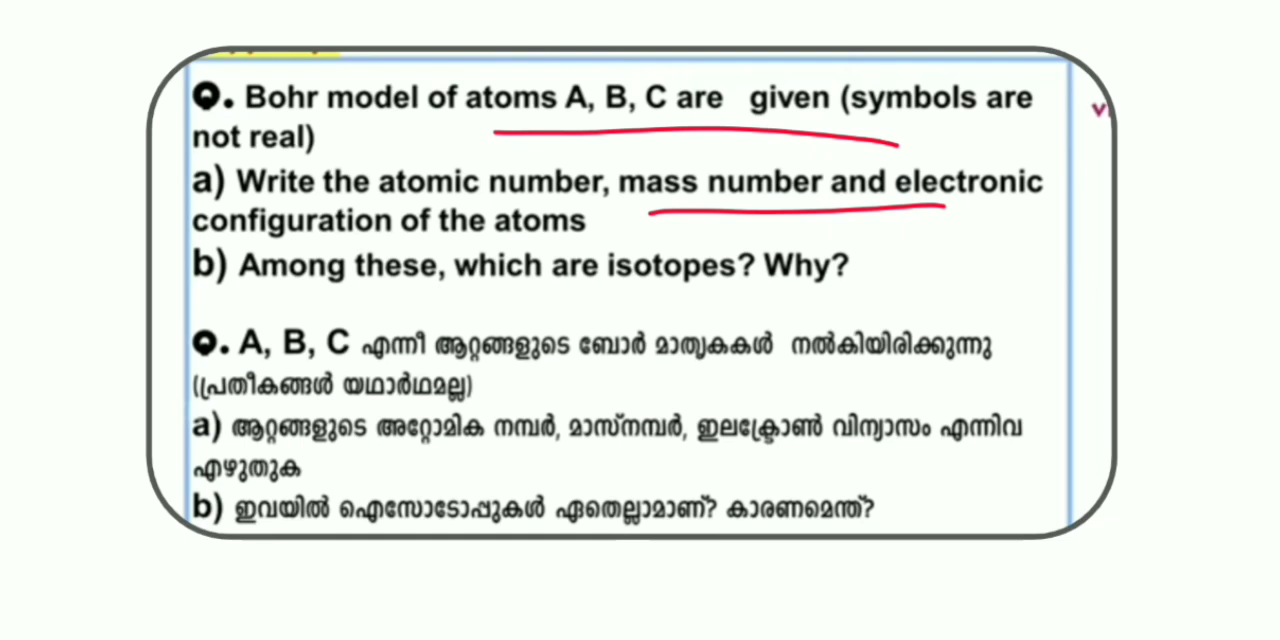 Q. Bohr model of atoms A, B, C are given (symbols are
not real)
a) Write the atomic number, mass number and electronic
configuration of the atoms
b) Among these, which are isotopes? Why?
Q. A, B, C എന്നീ ആറ്റങ്ങളുടെ ബോർ മാതൃകകൾ നൽകിയിരിക്കുന്നു
(പ്രതീകങ്ങൾ യഥാർഥമല്ല)
a) ആറ്റങ്ങളുടെ അറ്റോമിക നമ്പർ, മാസ്നമ്പർ, ഇലക്ട്രോൺ വിന്യാസം എന്നിവ
എഴുതുക
b) ഇവയിൽ ഐസോടോപ്പുകൾ ഏതെല്ലാമാണ്? കാരണമെന്ത്?